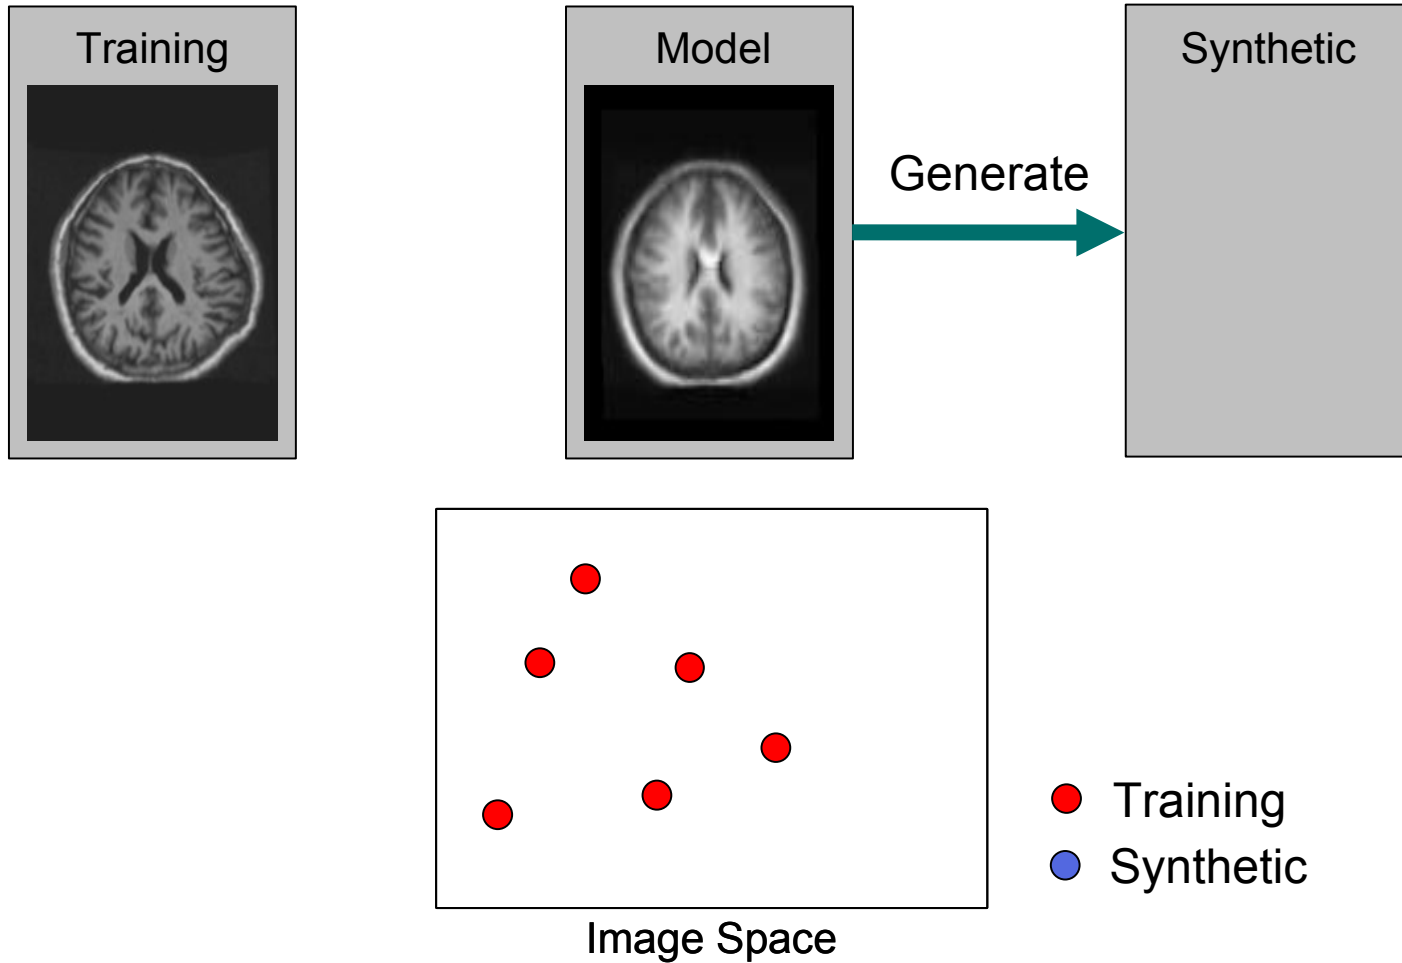 Training
Model
Synthetic
Generate
Training
Synthetic
Image Space